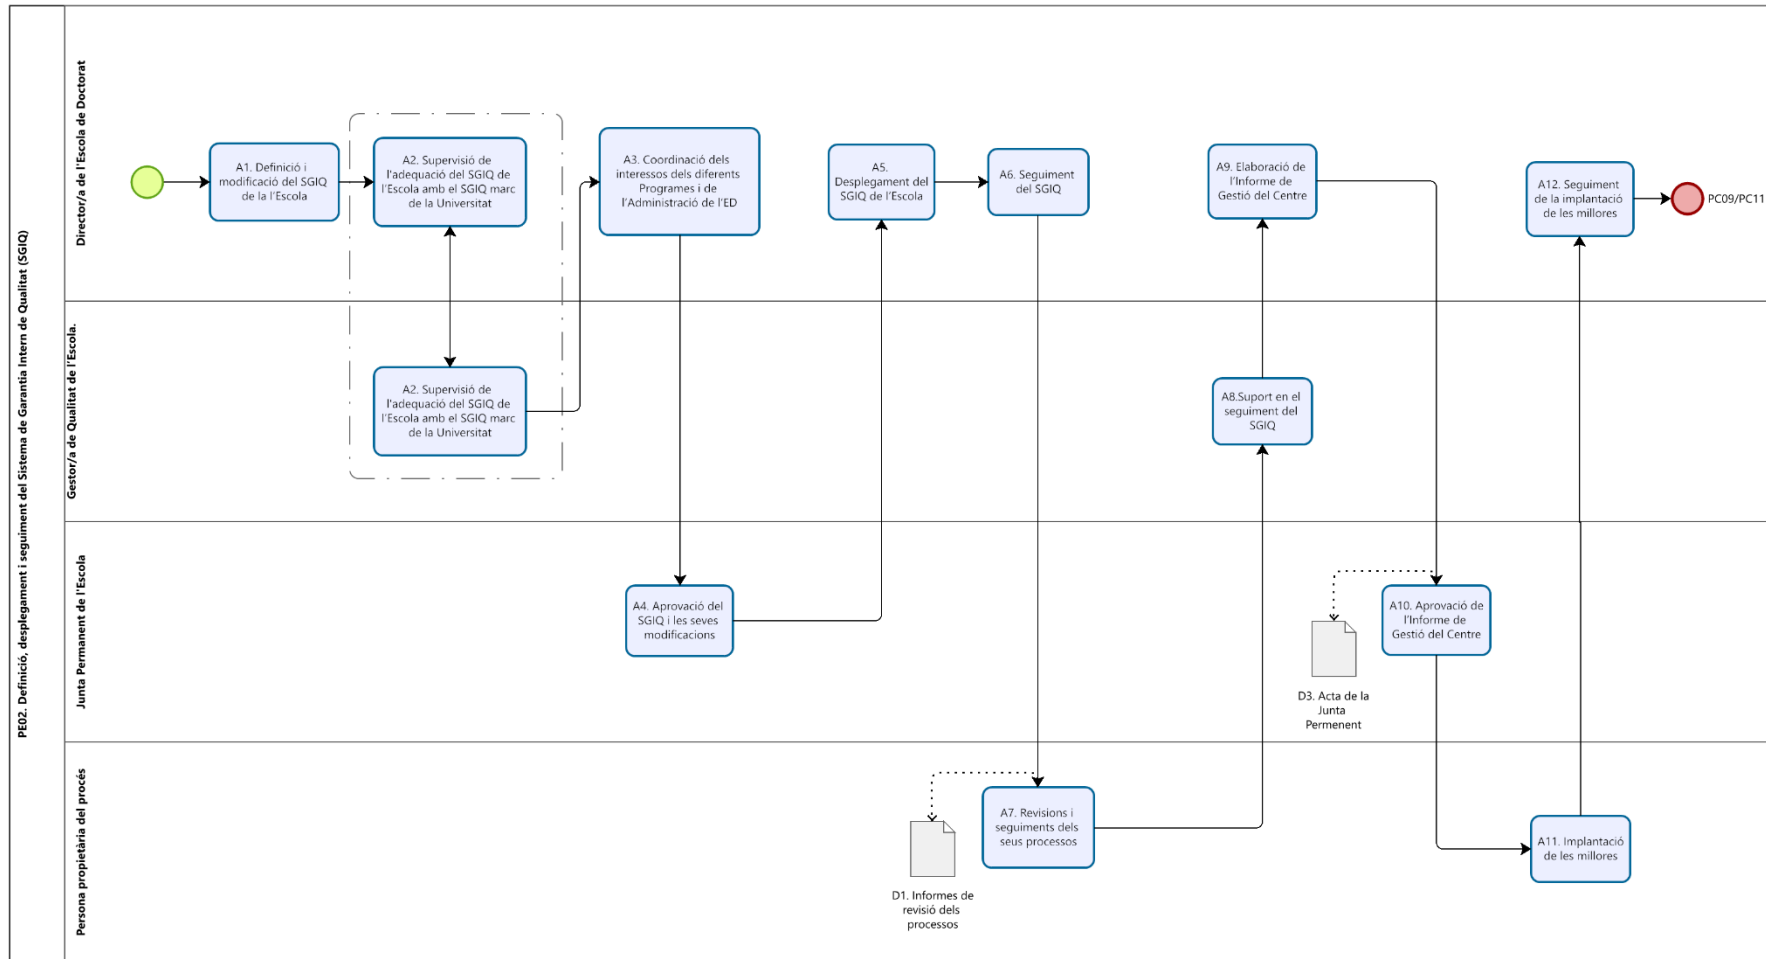 PE02. Definició, desplegament i seguiment del Sistema de Garantia Intern de Qualitat (SGIQ)
Director/a de l'Escola de Doctorat
A1. Definició i
modificació del SGIQ
de la l'Escola
A2. Supervisió de
l'adequació del SGIQ de
l'Escola amb el SGIQ marc
de la Universitat
A3. Coordinació dels
interessos dels diferents
Programes i de
l'Administració de l'ED
A5.
Desplegament del
SGIQ de l'Escola
A6. Seguiment
del SGIQ
A9. Elaboració de
l'Informe de
Gestió del Centre
A12. Seguiment
de la implantació
de les millores
PC09/PC11
Gestor/a de Qualitat de l'Escola.
A2. Supervisió de
l'adequació del SGIQ de
l'Escola amb el SGIQ marc
de la Universitat
A8.Suport en el
seguiment del
SGIQ
Junta Permanent de l'Escola
A4. Aprovació del
SGIQ i les seves
modificacions
A10. Aprovació de
l'Informe de
Gestió del Centre
D3. Acta de la
Junta
Permenent
Persona propietària del procés
A7. Revisions i
seguiments dels
seus processos
D1. Informes de
revisió dels
processos
A11. Implantació
de les millores